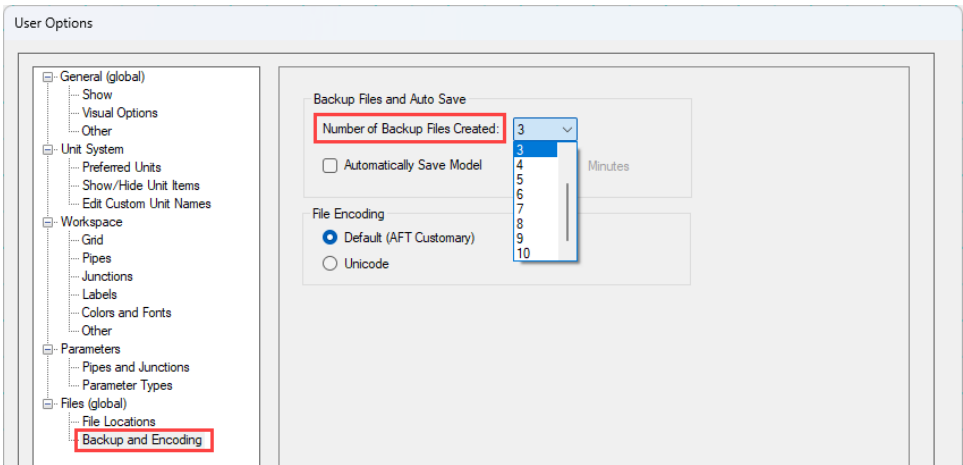 User Options
General (global)
Show
Visual Options
Other
Unit System
Preferred Units
Show/Hide Unit Items
Edit Custom Unit Names
Workspace
Grid
Pipes
Junctions
Labels
Colors and Fonts
Other
Parameters
Pipes and Junctions
Parameter Types
Files (global)
File Locations
Backup and Encoding
Backup Files and Auto Save
Number of Backup Files Created: 3
3
4
5
6
7
8
9
10
Automatically Save Model Minutes
File Encoding
Default (AFT Customary)
Unicode